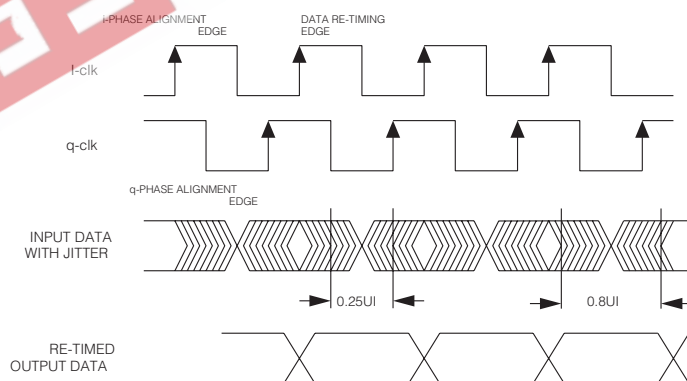 i-PHASE ALIGNMENT
EDGE
DATA RE-TIMING
EDGE
I-clk
q-clk
q-PHASE ALIGNMENT
EDGE
INPUT DATA
WITH JITTER
0.25UI
0.8UI
RE-TIMED
OUTPUT DATA